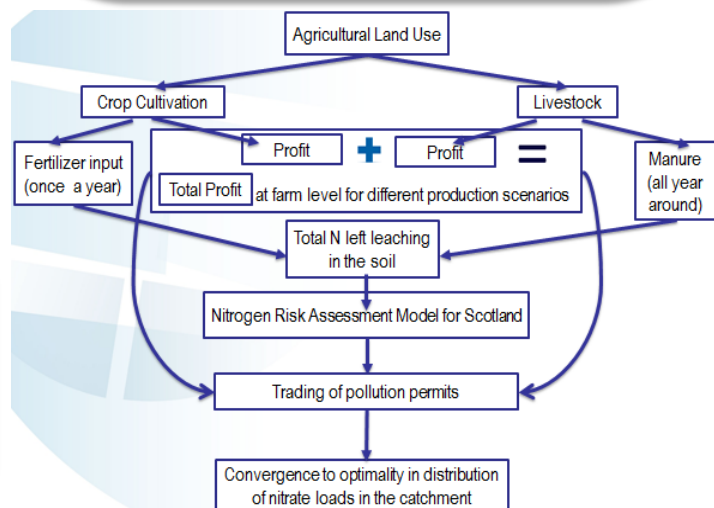 Agricultural Land Use
Crop Cultivation
Livestock
Fertilizer input
(once a year)
Profit + Profit =
Total Profit at farm level for different production scenarios
Manure
(all year
around)
Total N left leaching
in the soil
Nitrogen Risk Assessment Model for Scotland
Trading of pollution permits
Convergence to optimality in distribution
of nitrate loads in the catchment